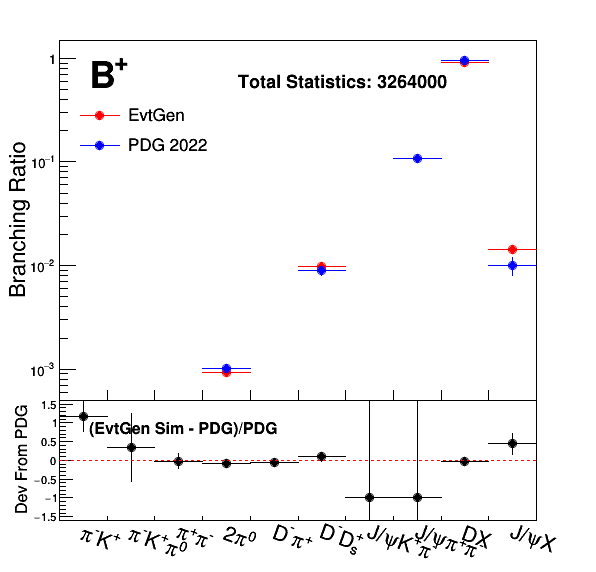 B⁺
Total Statistics: 3264000
EvtGen
PDG 2022
Branching Ratio
1
10⁻¹
10⁻²
10⁻³
Dev From PDG
(EvtGen Sim - PDG)/PDG
1.5
1
0.5
0
−0.5
−1
−1.5
π⁻K⁺
π⁻K⁺π⁰
π⁺π⁻
2π⁰
D⁻π⁺
D⁻Dₛ⁺
J/ψK⁺π⁻
J/ψπ⁺π⁻
DX
J/ψX